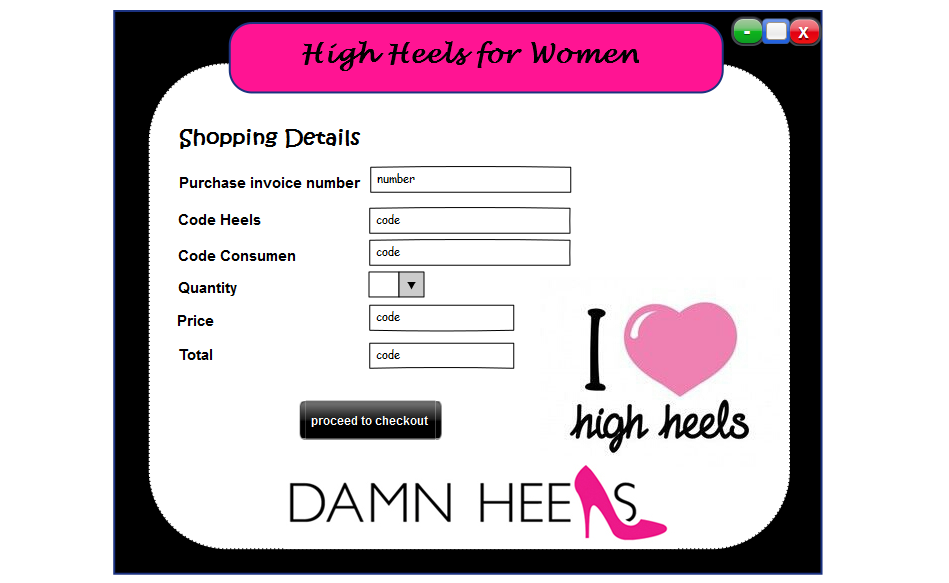 High Heels for Women
- X
Shopping Details
Purchase invoice number number
Code Heels code
Code Consumen code
Quantity
Price code
Total code
I
high heels
proceed to checkout
DAMN HEELS